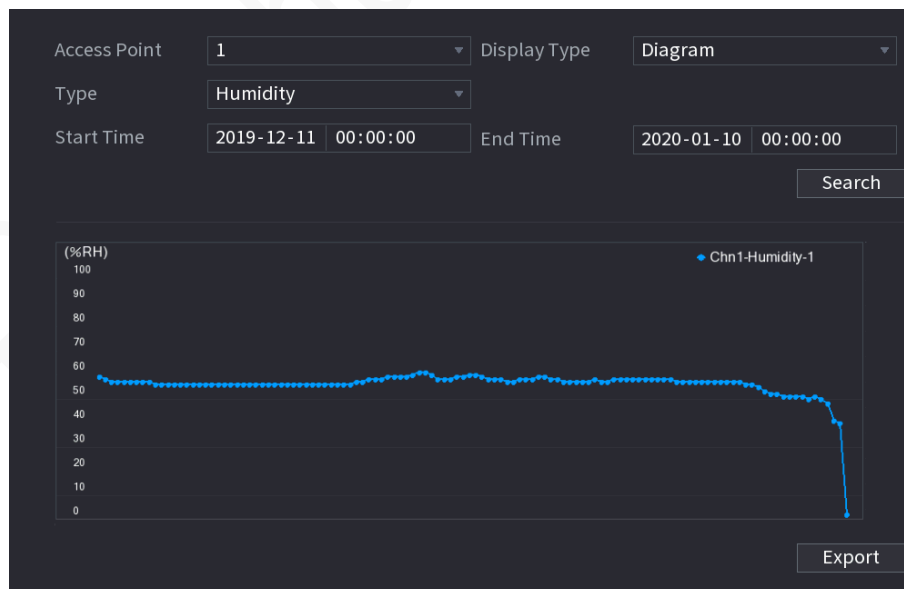 Access Point 1 Display Type Diagram
Type Humidity
Start Time 2019-12-11 00:00:00 End Time 2020-01-10 00:00:00
Search
(%RH)
Chn1-Humidity-1
100
90
80
70
60
50
40
30
20
10
0
Export